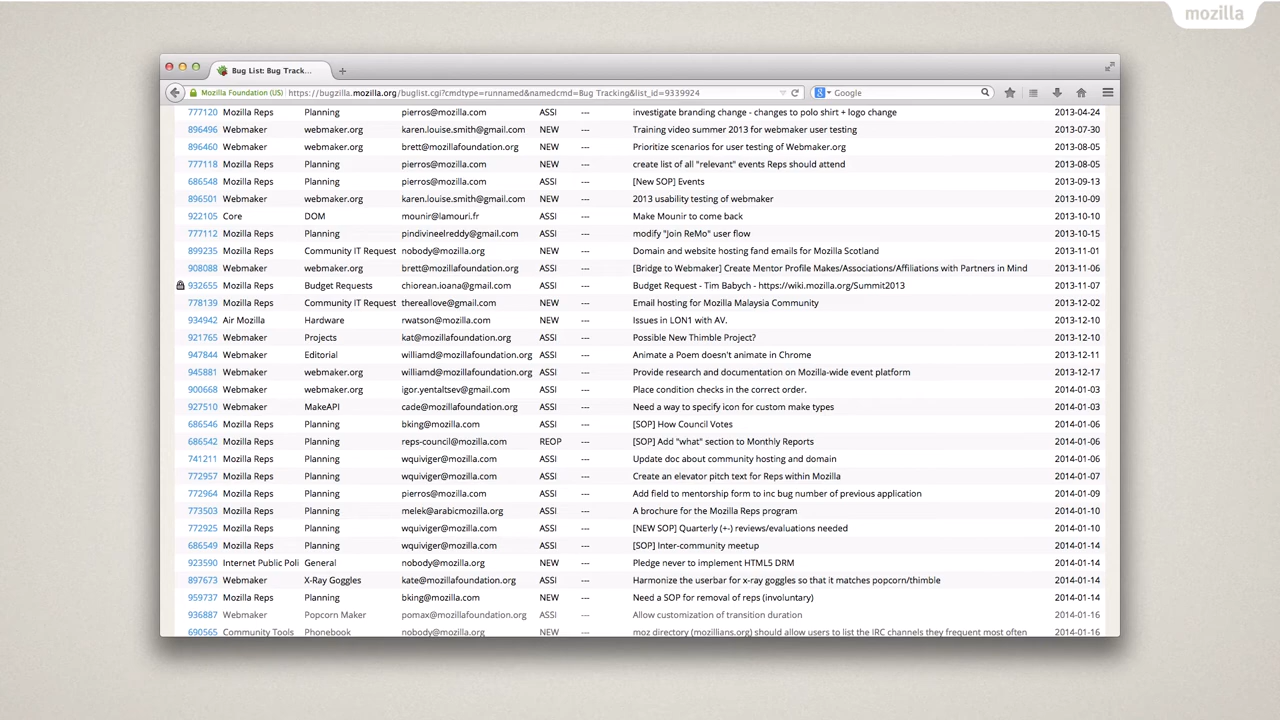 mozilla
Bug List: Bug Track...
Mozilla Foundation (US) https://bugzilla.mozilla.org/buglist.cgi?cmdtype=runnamed&namedcmd=Bug Tracking&list_id=9339924 Google
777120 Mozilla Reps Planning pierros@mozilla.com ASSI --- investigate branding change - changes to polo shirt + logo change 2013-04-24
896496 Webmaker webmaker.org karen.louise.smith@gmail.com NEW --- Training video summer 2013 for webmaker user testing 2013-07-30
896460 Webmaker webmaker.org brett@mozillafoundation.org NEW --- Prioritize scenarios for user testing of Webmaker.org 2013-08-05
777118 Mozilla Reps Planning pierros@mozilla.com NEW --- create list of all "relevant" events Reps should attend 2013-08-05
686548 Mozilla Reps Planning pierros@mozilla.com ASSI --- [New SOP] Events 2013-09-13
896501 Webmaker webmaker.org karen.louise.smith@gmail.com NEW --- 2013 usability testing of webmaker 2013-10-09
922105 Core DOM mounir@lamouri.fr ASSI --- Make Mounir to come back 2013-10-10
777112 Mozilla Reps Planning pindivineelreddy@gmail.com ASSI --- modify "Join ReMo" user flow 2013-10-15
899235 Mozilla Reps Community IT Request nobody@mozilla.org NEW --- Domain and website hosting fand emails for Mozilla Scotland 2013-11-01
908088 Webmaker webmaker.org brett@mozillafoundation.org ASSI --- [Bridge to Webmaker] Create Mentor Profile Makes/Associations/Affiliations with Partners in Mind 2013-11-06
932655 Mozilla Reps Budget Requests chiorean.ioana@gmail.com ASSI --- Budget Request - Tim Babych - https://wiki.mozilla.org/Summit2013 2013-11-07
778139 Mozilla Reps Community IT Request thereallove@gmail.com NEW --- Email hosting for Mozilla Malaysia Community 2013-12-02
934942 Air Mozilla Hardware rwatson@mozilla.com NEW --- Issues in LON1 with AV. 2013-12-10
921765 Webmaker Projects kat@mozillafoundation.org ASSI --- Possible New Thimble Project? 2013-12-10
947844 Webmaker Editorial williamd@mozillafoundation.org ASSI --- Animate a Poem doesn't animate in Chrome 2013-12-11
945881 Webmaker webmaker.org williamd@mozillafoundation.org ASSI --- Provide research and documentation on Mozilla-wide event platform 2013-12-17
900668 Webmaker webmaker.org igor.yentaltsev@gmail.com ASSI --- Place condition checks in the correct order. 2014-01-03
927510 Webmaker MakeAPI cade@mozillafoundation.org ASSI --- Need a way to specify icon for custom make types 2014-01-03
686546 Mozilla Reps Planning bking@mozilla.com ASSI --- [SOP] How Council Votes 2014-01-06
686542 Mozilla Reps Planning reps-council@mozilla.com REOP --- [SOP] Add "what" section to Monthly Reports 2014-01-06
741211 Mozilla Reps Planning wquiviger@mozilla.com ASSI --- Update doc about community hosting and domain 2014-01-06
772957 Mozilla Reps Planning wquiviger@mozilla.com ASSI --- Create an elevator pitch text for Reps within Mozilla 2014-01-07
772964 Mozilla Reps Planning pierros@mozilla.com ASSI --- Add field to mentorship form to inc bug number of previous application 2014-01-09
773503 Mozilla Reps Planning melek@arabicmozilla.org ASSI --- A brochure for the Mozilla Reps program 2014-01-10
772925 Mozilla Reps Planning wquiviger@mozilla.com ASSI --- [NEW SOP] Quarterly (+-) reviews/evaluations needed 2014-01-10
686549 Mozilla Reps Planning wquiviger@mozilla.com ASSI --- [SOP] Inter-community meetup 2014-01-14
923590 Internet Public Poli General nobody@mozilla.org NEW --- Pledge never to implement HTML5 DRM 2014-01-14
897673 Webmaker X-Ray Goggles kate@mozillafoundation.org ASSI --- Harmonize the userbar for x-ray goggles so that it matches popcorn/thimble 2014-01-14
959737 Mozilla Reps Planning bking@mozilla.com NEW --- Need a SOP for removal of reps (involuntary) 2014-01-14
936887 Webmaker Popcorn Maker pomax@mozillafoundation.org ASSI --- Allow customization of transition duration 2014-01-16
690565 Community Tools Phonebook nobody@mozilla.org NEW --- moz directory (mozillians.org) should allow users to list the IRC channels they frequent most often 2014-01-16